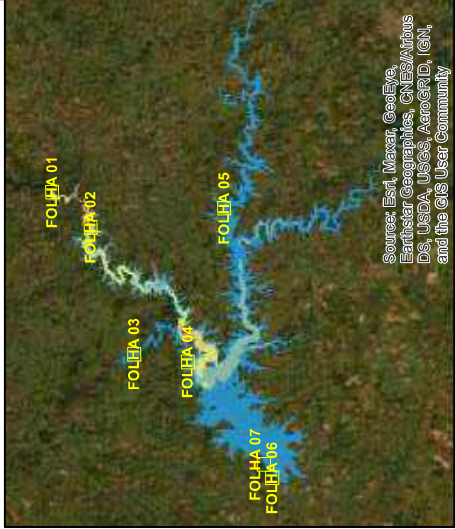 FOLHA 01
FOLHA 02
FOLHA 03
FOLHA 04
FOLHA 05
FOLHA 07
FOLHA 06
Source: Esri, Maxar, GeoEye,
Earthstar Geographics, CNES/Airbus
DS, USDA, USGS, AeroGRID, IGN,
and the GIS User Community